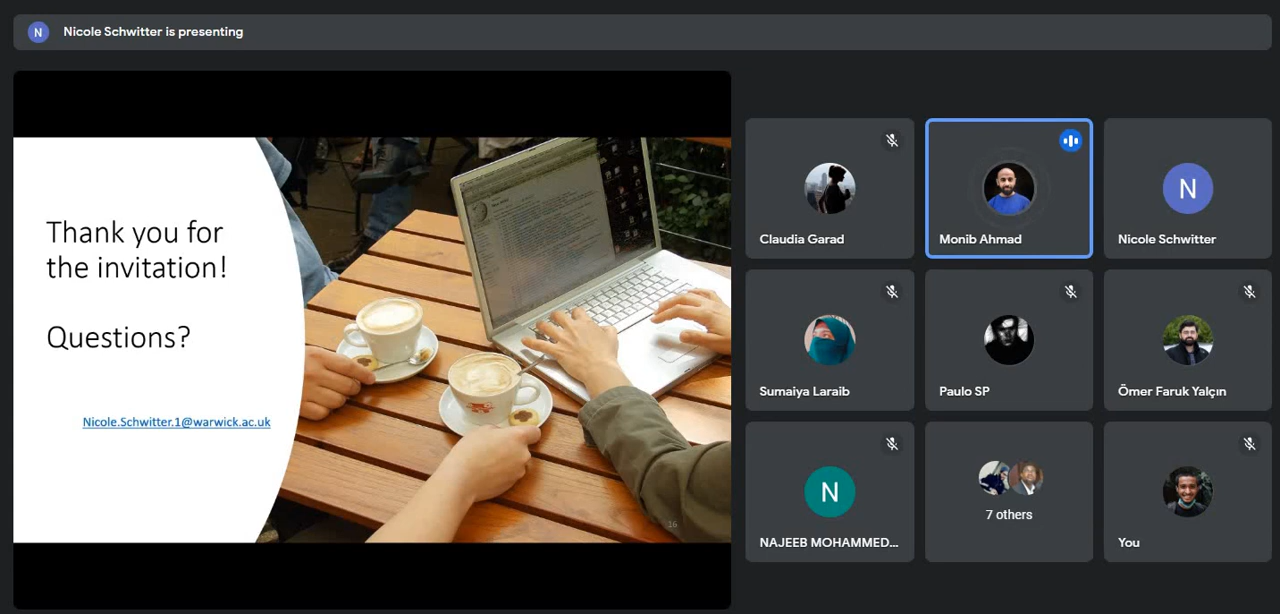 N
Nicole Schwitter is presenting
Thank you for
the invitation!
Questions?
Nicole.Schwitter.1@warwick.ac.uk
16
Claudia Garad
Monib Ahmad
N
Nicole Schwitter
Sumaiya Laraib
Paulo SP
Ömer Faruk Yalçın
N
NAJEEB MOHAMMED...
7 others
You